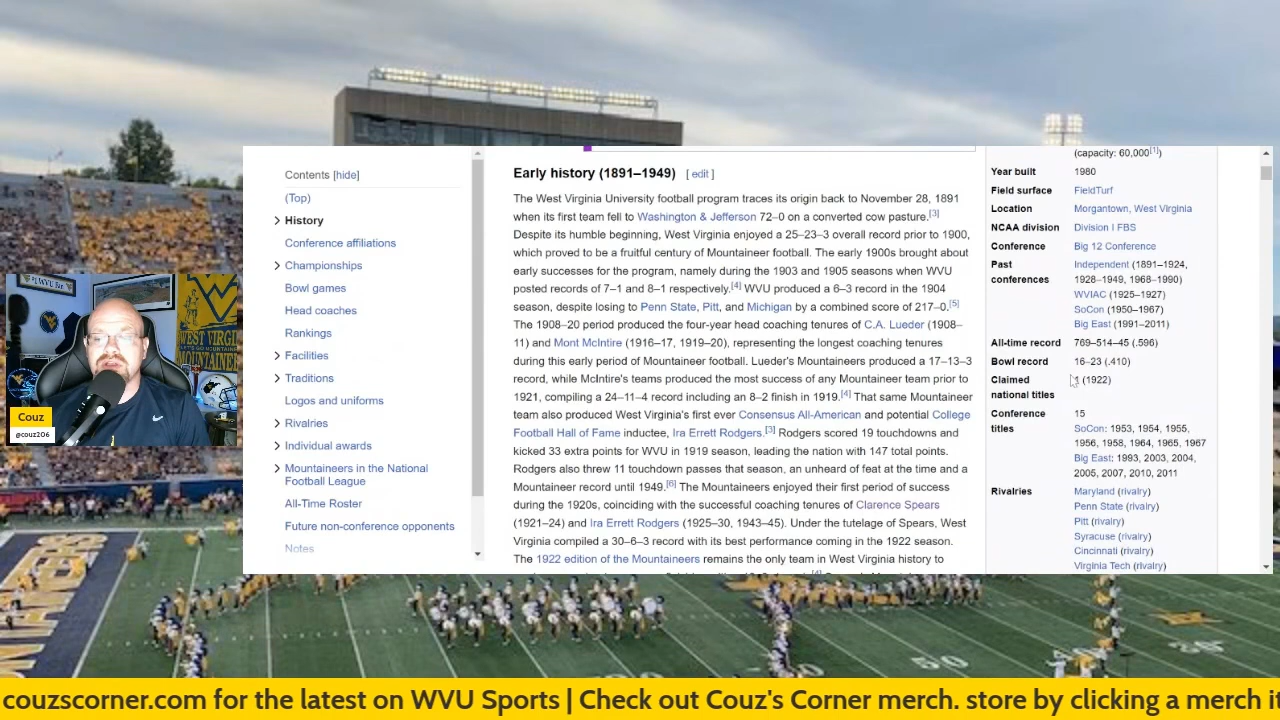 Contents [hide]
(Top)
History
Conference affiliations
Championships
Bowl games
Head coaches
Rankings
Facilities
Traditions
Logos and uniforms
Rivalries
Individual awards
Mountaineers in the National
Football League
All-Time Roster
Future non-conference opponents
Notes
Early history (1891–1949) [ edit ]
The West Virginia University football program traces its origin back to November 28, 1891
when its first team fell to Washington & Jefferson 72–0 on a converted cow pasture.[3]
Despite its humble beginning, West Virginia enjoyed a 25–23–3 overall record prior to 1900,
which proved to be a fruitful century of Mountaineer football. The early 1900s brought about
early successes for the program, namely during the 1903 and 1905 seasons when WVU
posted records of 7–1 and 8–1 respectively.[4] WVU produced a 6–3 record in the 1904
season, despite losing to Penn State, Pitt, and Michigan by a combined score of 217–0.[5]
The 1908–20 period produced the four-year head coaching tenures of C.A. Lueder (1908–
11) and Mont McIntire (1916–17, 1919–20), representing the longest coaching tenures
during this early period of Mountaineer football. Lueder's Mountaineers produced a 17–13–3
record, while McIntire's teams produced the most success of any Mountaineer team prior to
1921, compiling a 24–11–4 record including an 8–2 finish in 1919.[4] That same Mountaineer
team also produced West Virginia's first ever Consensus All-American and potential College
Football Hall of Fame inductee, Ira Errett Rodgers.[3] Rodgers scored 19 touchdowns and
kicked 33 extra points for WVU in 1919 season, leading the nation with 147 total points.
Rodgers also threw 11 touchdown passes that season, an unheard of feat at the time and a
Mountaineer record until 1949.[6] The Mountaineers enjoyed their first period of success
during the 1920s, coinciding with the successful coaching tenures of Clarence Spears
(1921–24) and Ira Errett Rodgers (1925–30, 1943–45). Under the tutelage of Spears, West
Virginia compiled a 30–6–3 record with its best performance coming in the 1922 season.
The 1922 edition of the Mountaineers remains the only team in West Virginia history to
(capacity: 60,000[1])
Year built 1980
Field surface FieldTurf
Location Morgantown, West Virginia
NCAA division Division I FBS
Conference Big 12 Conference
Past Independent (1891–1924,
conferences 1928–1949, 1968–1990)
WVIAC (1925–1927)
SoCon (1950–1967)
Big East (1991–2011)
All-time record 769–514–45 (.596)
Bowl record 16–23 (.410)
Claimed 1 (1922)
national titles
Conference 15
titles SoCon: 1953, 1954, 1955,
1956, 1958, 1964, 1965, 1967
Big East: 1993, 2003, 2004,
2005, 2007, 2010, 2011
Rivalries Maryland (rivalry)
Penn State (rivalry)
Pitt (rivalry)
Syracuse (rivalry)
Cincinnati (rivalry)
Virginia Tech (rivalry)
WEST VIRGIN
MOUNTAINEER
Couz
@couz206
50
couzscorner.com for the latest on WVU Sports | Check out Couz's Corner merch. store by clicking a merch it